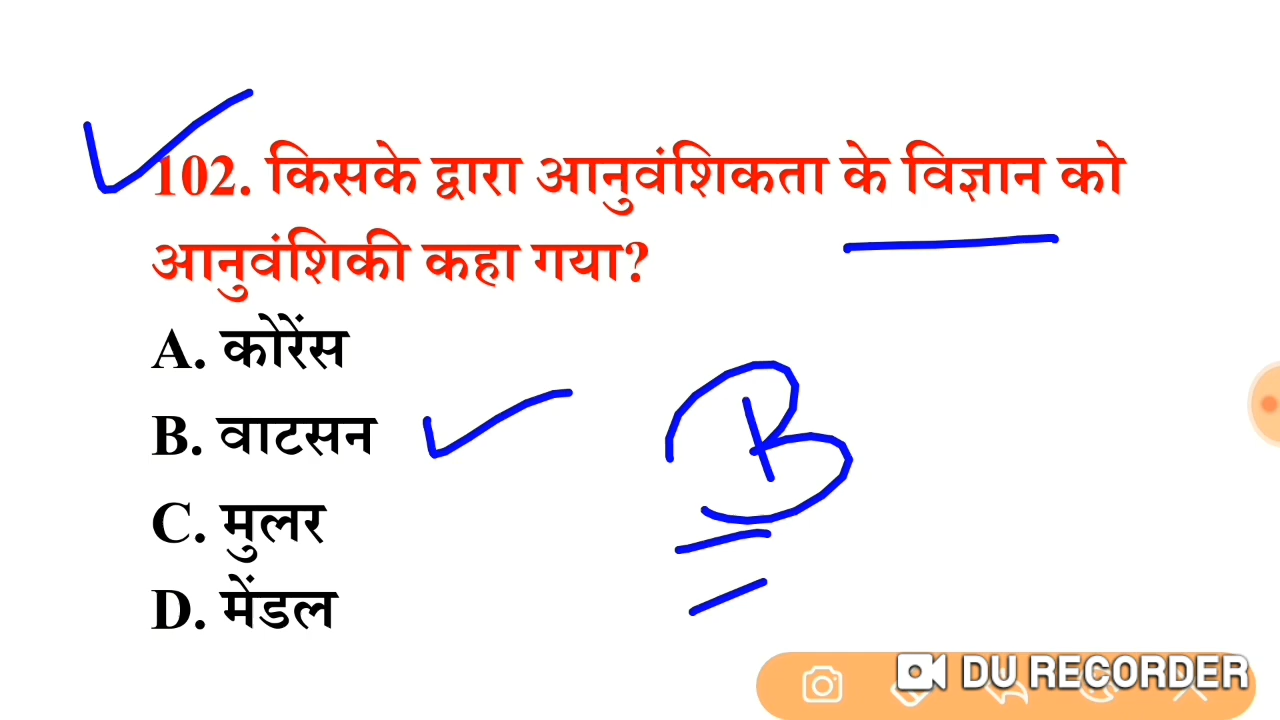 102. किसके द्वारा आनुवंशिकता के विज्ञान को
आनुवंशिकी कहा गया?
A. कोरेंस
B. वाटसन
B
C. मुलर
D. मेंडल
DU RECORDER